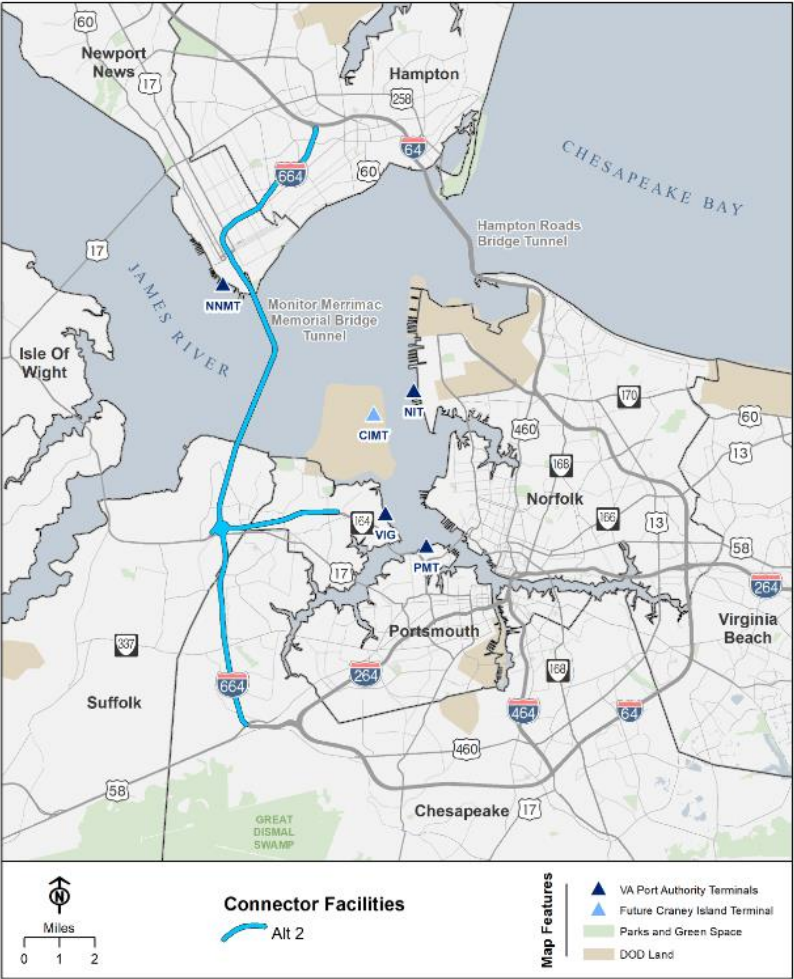 60
Newport
News
17
Hampton
258
64
664
60
CHESAPEAKE BAY
Hampton Roads
Bridge Tunnel
17
JAMES RIVER
NNMT
Monitor Merrimac
Memorial Bridge
Tunnel
Isle Of
Wight
NIT
CIMT
170
60
460
13
168
Norfolk
164
VIG
166
13
58
PMT
17
264
Virginia
Beach
Portsmouth
337
264
168
Suffolk
664
464
64
460
58
Chesapeake
17
GREAT
DISMAL
SWAMP
N
Miles
0 1 2
Connector Facilities
Alt 2
Map Features
VA Port Authority Terminals
Future Craney Island Terminal
Parks and Green Space
DOD Land